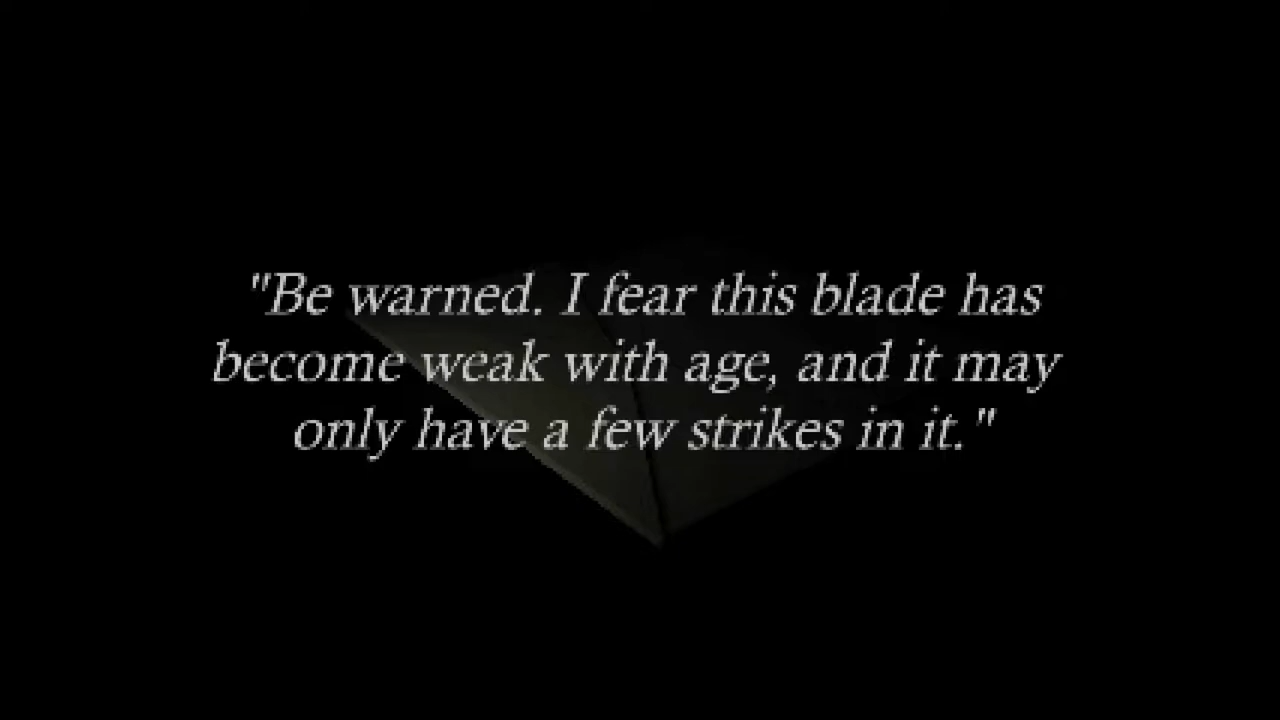 "Be warned. I fear this blade has
become weak with age, and it may
only have a few strikes in it."